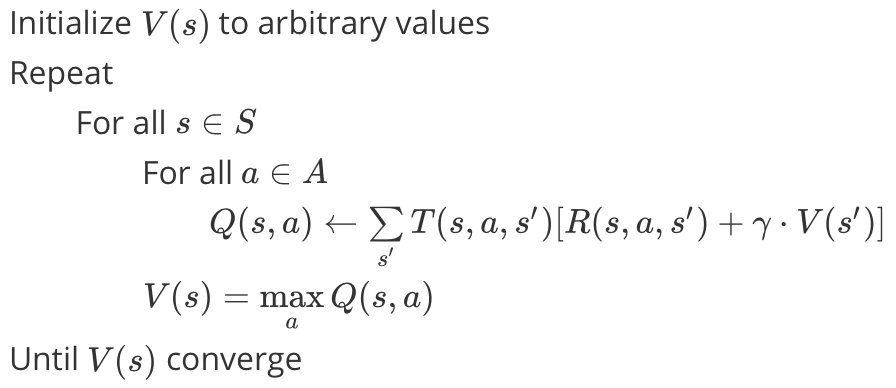 Initialize V(s) to arbitrary values
Repeat
For all s ∈ S
For all a ∈ A
Q(s, a) ← ∑_{s′} T(s, a, s′)[R(s, a, s′) + γ · V(s′)]
V(s) = max_a Q(s, a)
Until V(s) converge